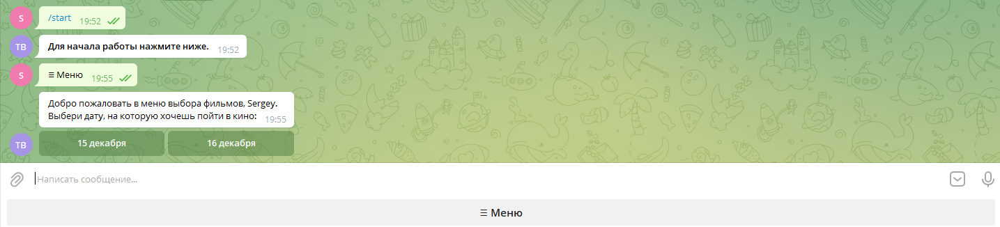 S
/start 19:52
TB
Для начала работы нажмите ниже. 19:52
S
≡ Меню 19:55
Добро пожаловать в меню выбора фильмов, Sergey.
Выбери дату, на которую хочешь пойти в кино: 19:55
TB
15 декабря 16 декабря
Написать сообщение...
≡ Меню